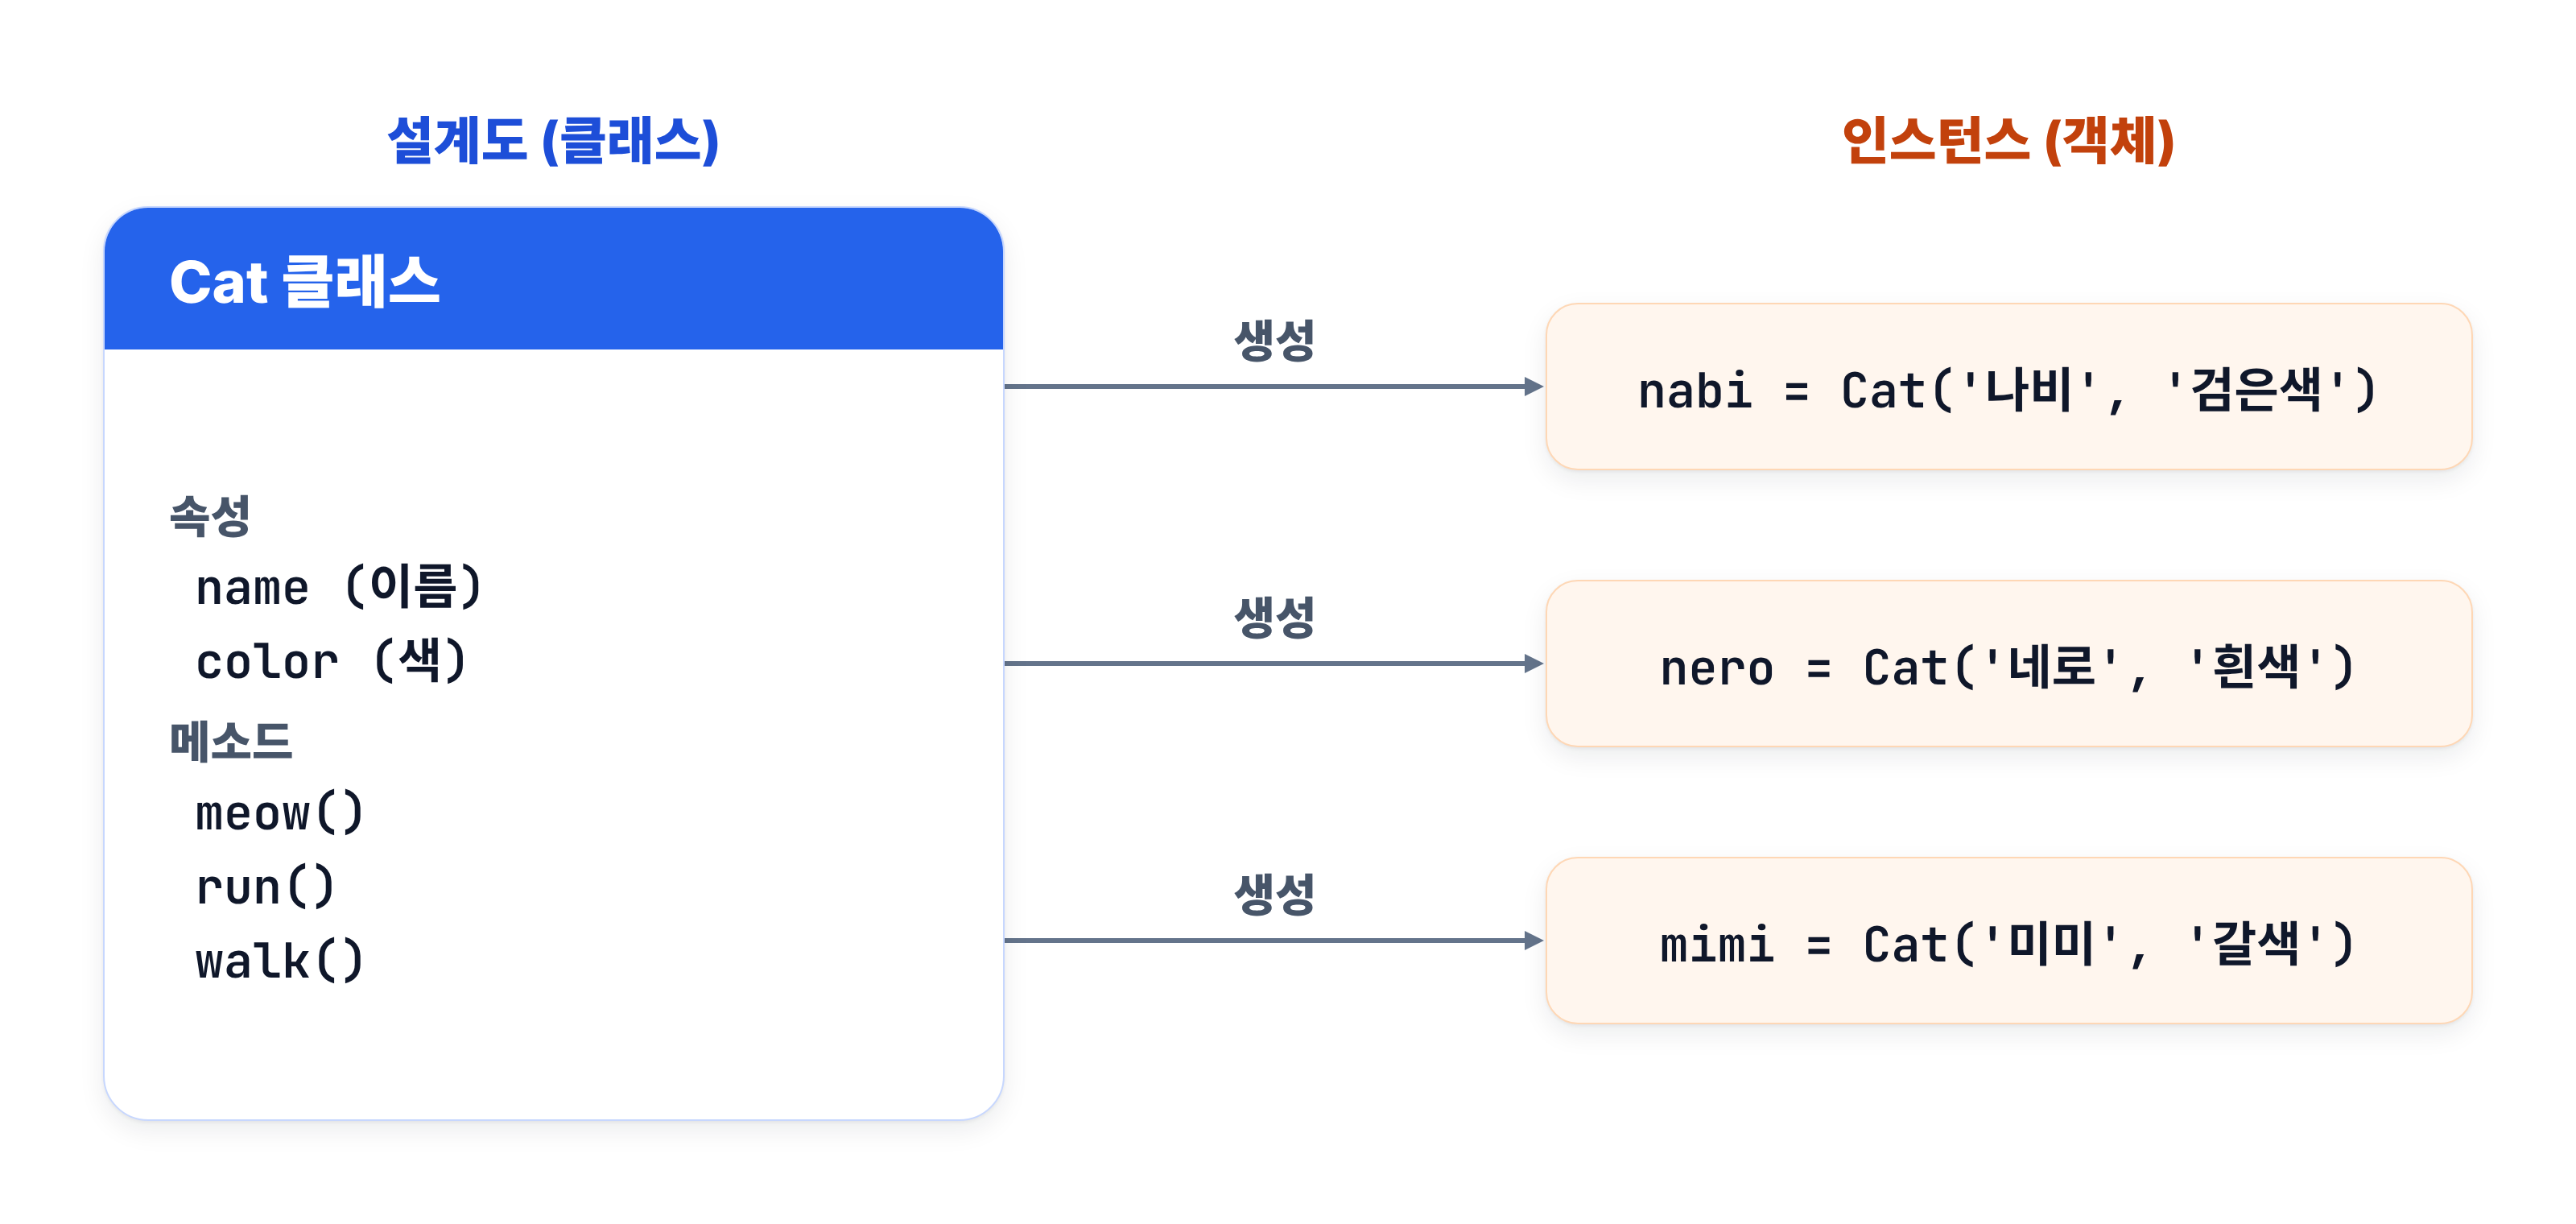 설계도 (클래스)
Cat 클래스
속성
name (이름)
color (색)
메소드
meow()
run()
walk()
생성
생성
생성
인스턴스 (객체)
nabi = Cat('나비', '검은색')
nero = Cat('네로', '흰색')
mimi = Cat('미미', '갈색')